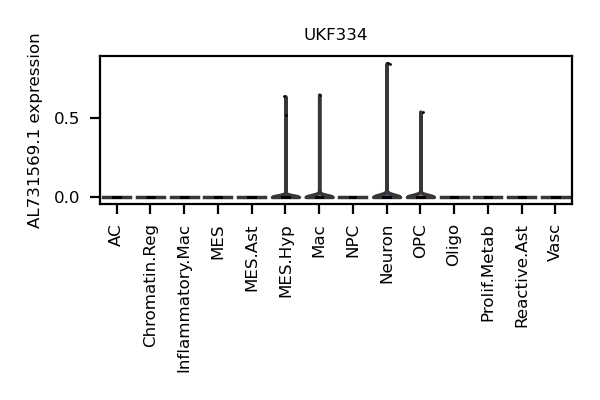 UKF334
AL731569.1 expression
0.5
0.0
AC
Chromatin.Reg
Inflammatory.Mac
MES
MES.Ast
MES.Hyp
Mac
NPC
Neuron
OPC
Oligo
Prolif.Metab
Reactive.Ast
Vasc